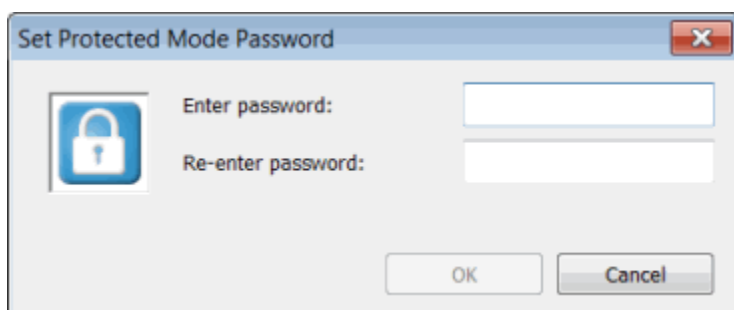 Set Protected Mode Password
Enter password:
Re-enter password:
OK Cancel